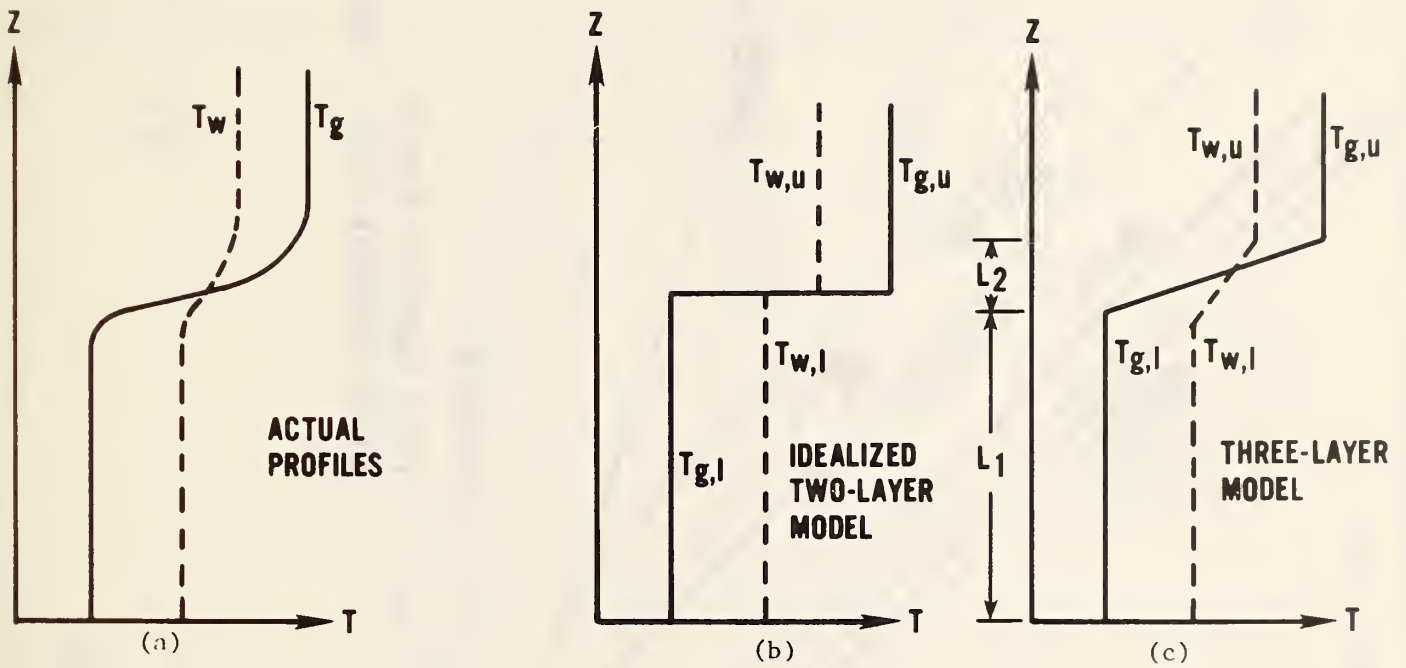 Z
T_w
T_g
ACTUAL
PROFILES
T
(a)
Z
T_w,u
T_g,u
T_w,l
T_g,l
IDEALIZED
TWO-LAYER
MODEL
T
(b)
Z
T_w,u
T_g,u
L_2
L_1
T_g,l
T_w,l
THREE-LAYER
MODEL
T
(c)